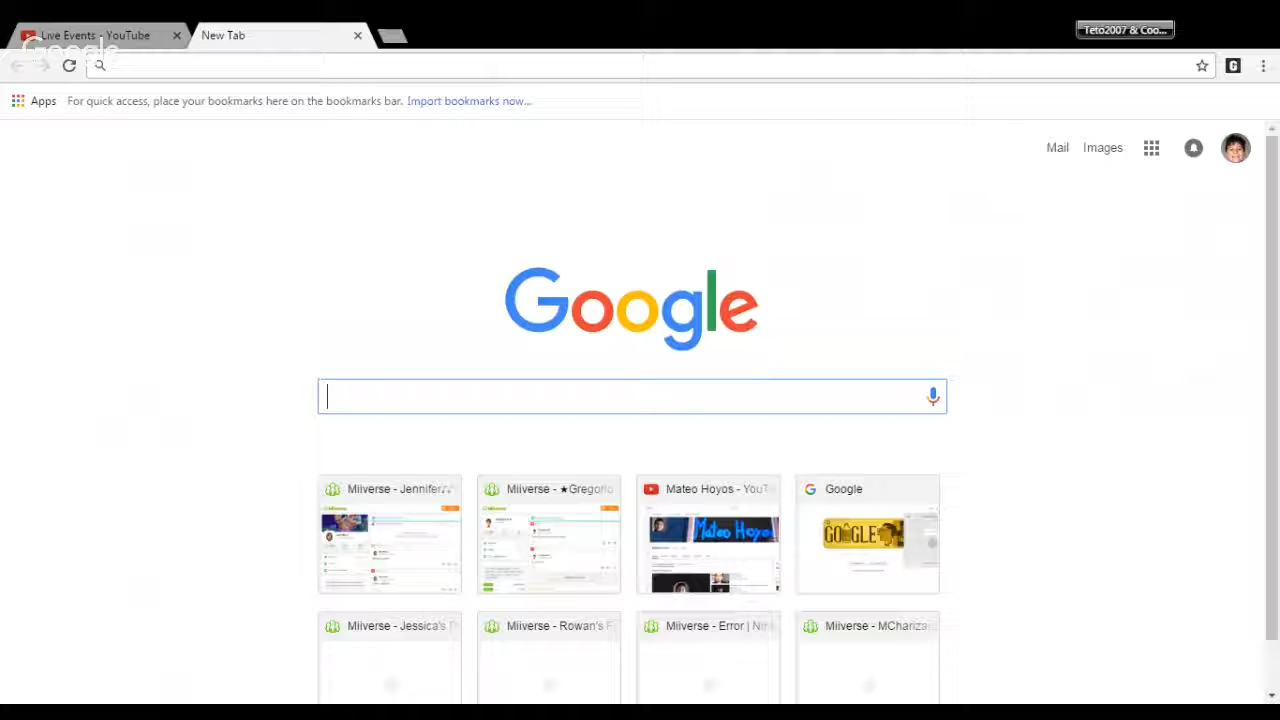 Live Events - YouTube
New Tab
Teto2007 & Coo...
Google
Apps
For quick access, place your bookmarks here on the bookmarks bar. Import bookmarks now...
Mail
Images
Google
Miiverse - Jennifer
Miiverse - ★Gregorio
Mateo Hoyos - YouT
Google
Mateo Hoyos
GOOGLE
Miiverse - Jessica's
Miiverse - Rowan's F
Miiverse - Error | Nin
Miiverse - MChariza